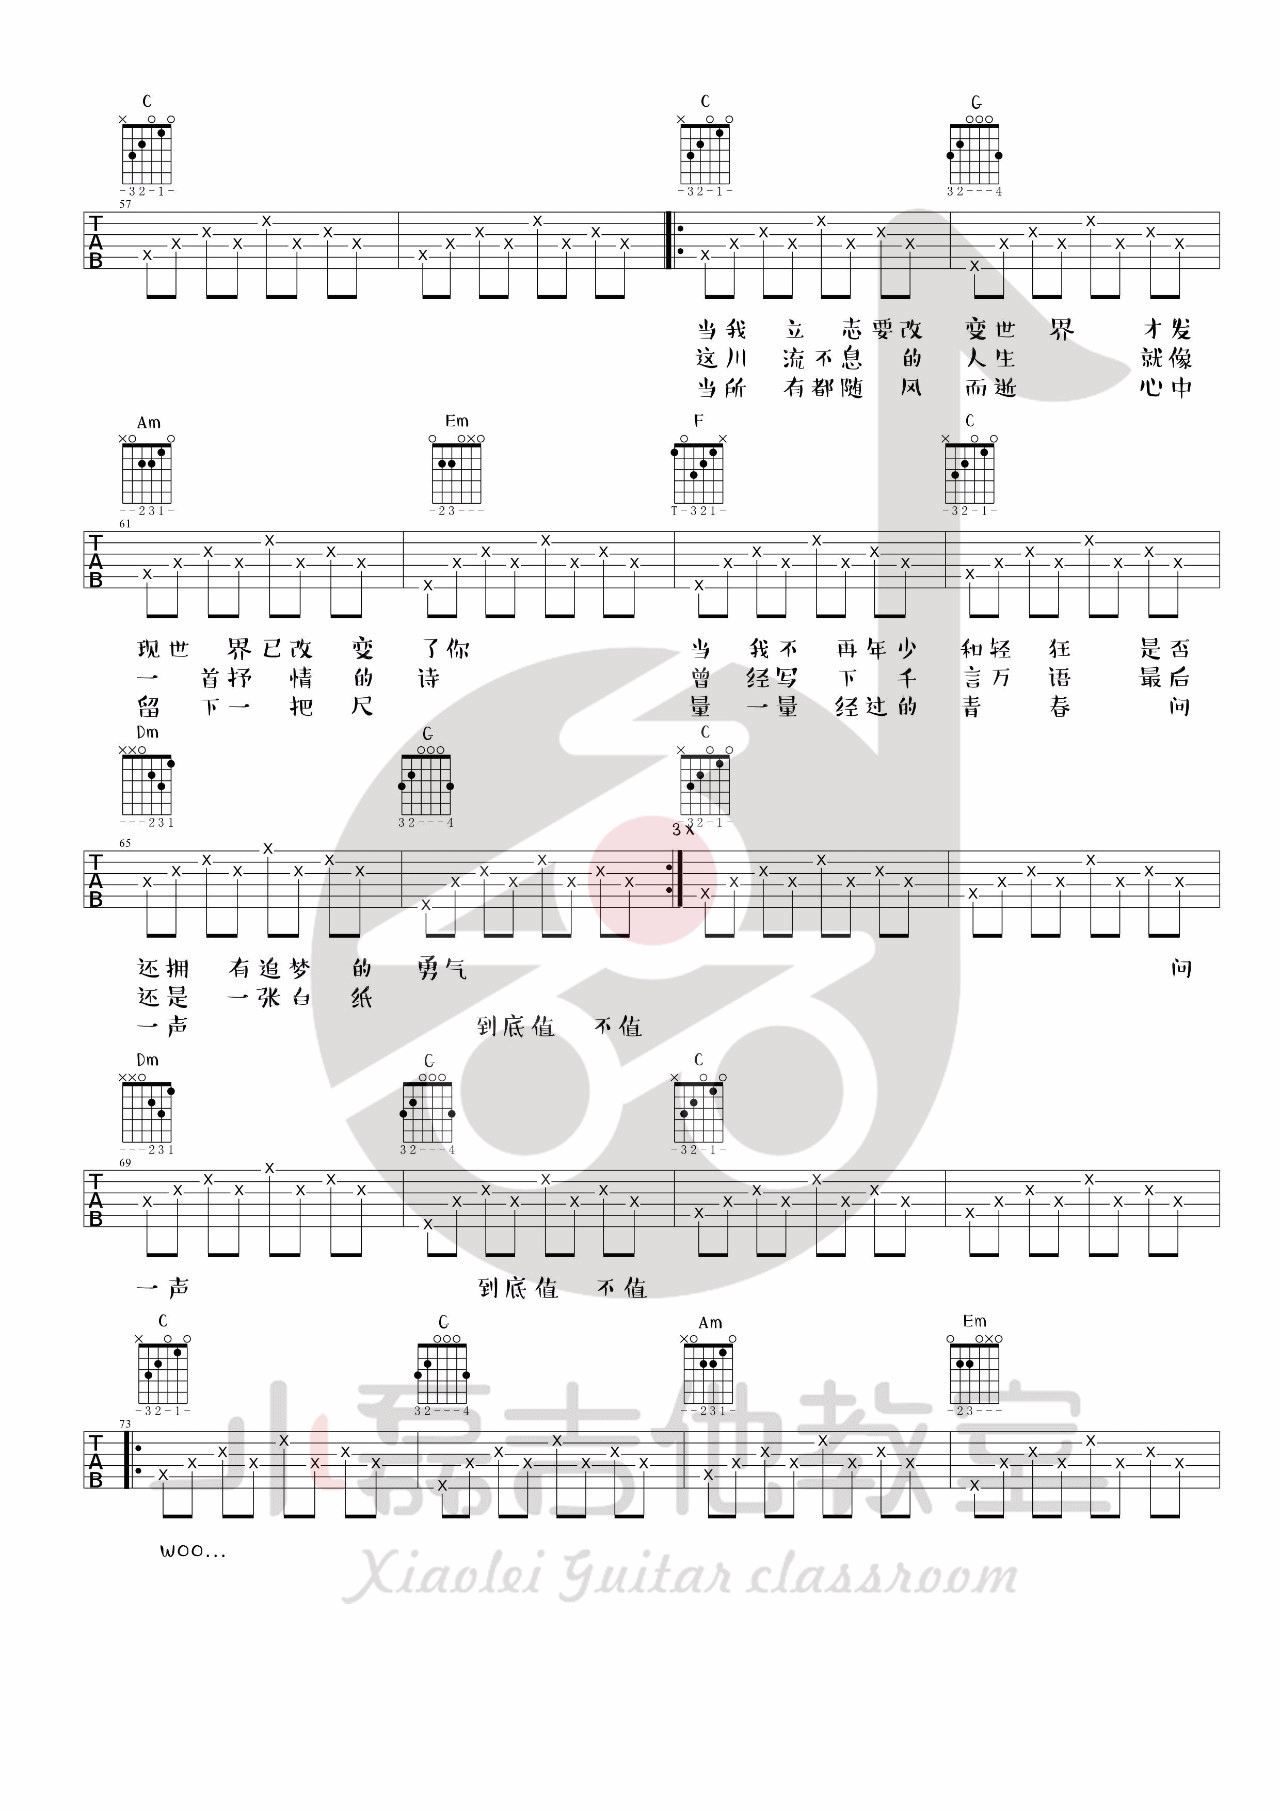 C C G
-32-1- -32-1- 32---4
57
TAB
当我 立 志要改 变世 界 才发
这川 流不息 的 人生 就像
当所 有都随 风 而逝 心中
Am Em F C
--231- -23--- T-321- -32-1-
61
TAB
现世 界已改 变 了你 当 我不 再年少 和轻 狂 是否
一 首抒 情 的 诗 曾 经写 下 千 言万 语 最后
留 下一 把 尺 量 一量 经过的 青 春 问
Dm G C
---231 32---4 -32-1-
65 3X
TAB
还拥 有追梦 的 勇气 问
还是 一张白 纸
一声 到底值 不值
Dm G C
---231 32---4 -32-1-
69
TAB
一声 到底值 不值
C G Am Em
-32-1- 32---4 --231- -23---
73
TAB
小磊吉他教室
woo...
Xiaolei Guitar classroom